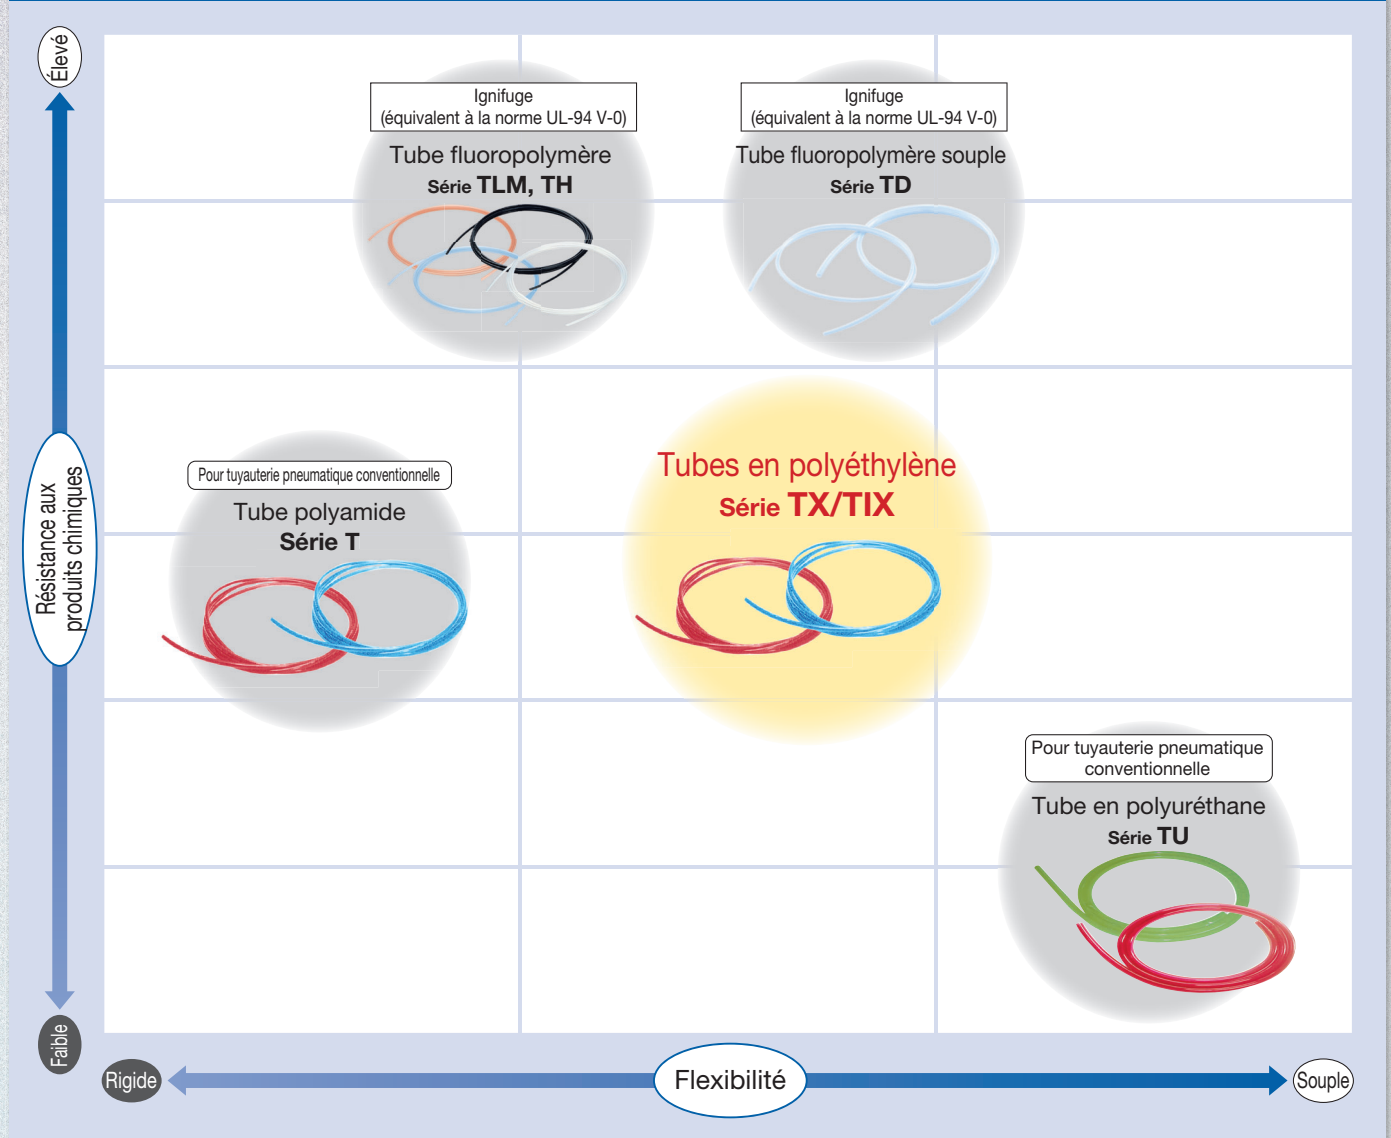 Élevé
Ignifuge
(équivalent à la norme UL-94 V-0)
Tube fluoropolymère
Série TLM, TH
Ignifuge
(équivalent à la norme UL-94 V-0)
Tube fluoropolymère souple
Série TD
Résistance aux
produits chimiques
Pour tuyauterie pneumatique conventionnelle
Tube polyamide
Série T
Tubes en polyéthylène
Série TX/TIX
Pour tuyauterie pneumatique
conventionnelle
Tube en polyuréthane
Série TU
Faible
Rigide
Flexibilité
Souple